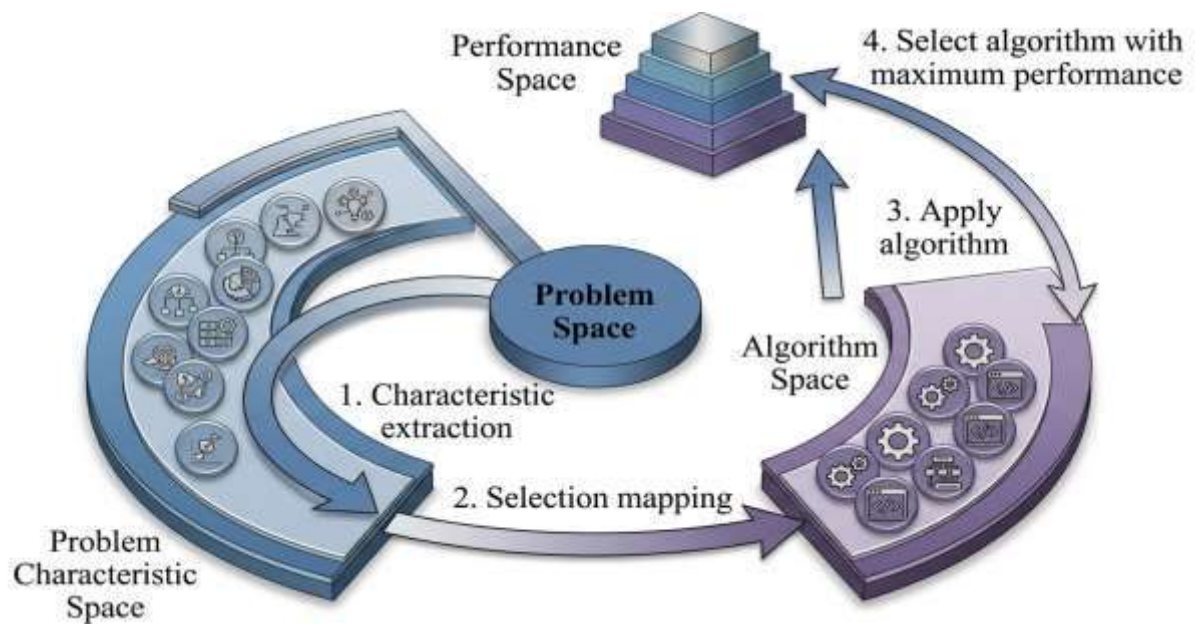 Performance
Space
4. Select algorithm with
maximum performance
3. Apply
algorithm
Problem
Space
Algorithm
Space
1. Characteristic
extraction
2. Selection mapping
Problem
Characteristic
Space